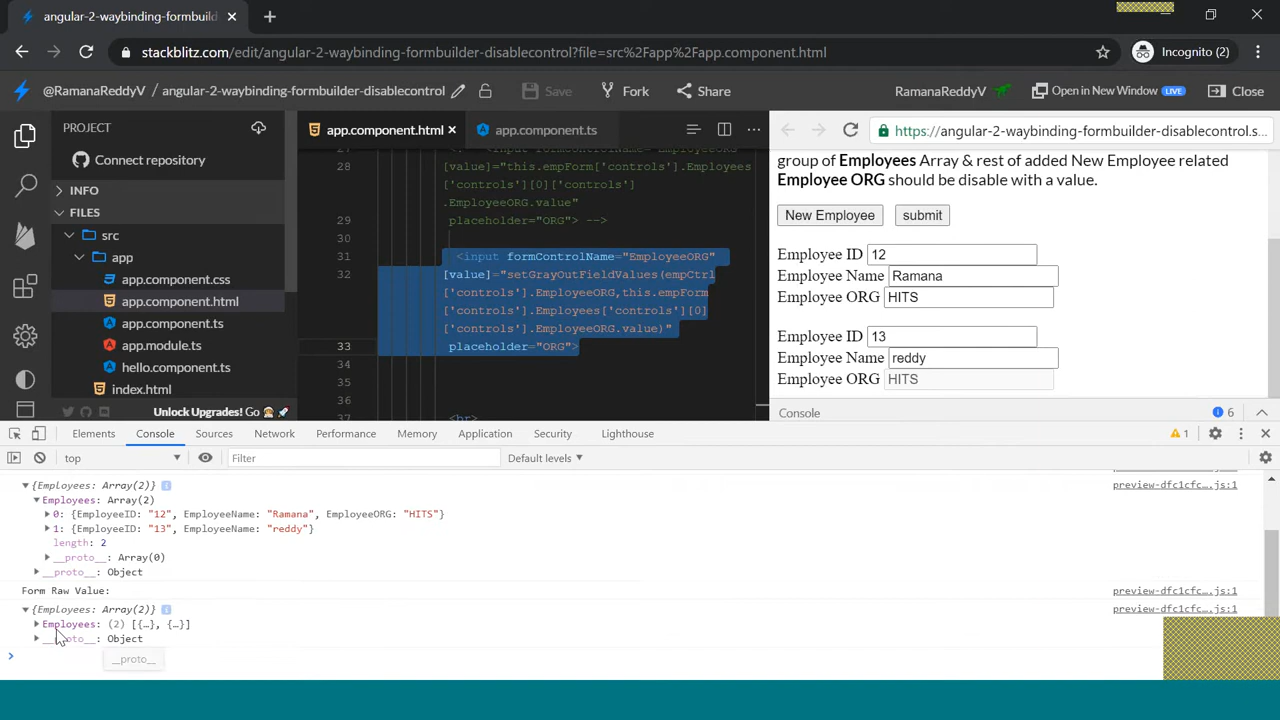 angular-2-waybinding-formbuilder-
stackblitz.com/edit/angular-2-waybinding-formbuilder-disablecontrol?file=src%2Fapp%2Fapp.component.html
Incognito (2)
@RamanaReddyV / angular-2-waybinding-formbuilder-disablecontrol
Save
Fork
Share
RamanaReddyV
Open in New Window LIVE
Close
PROJECT
Connect repository
INFO
FILES
src
app
app.component.css
app.component.html
app.component.ts
app.module.ts
hello.component.ts
index.html
Unlock Upgrades! Go
app.component.html
app.component.ts
28
[value]="this.empForm['controls'].Employees
['controls'][0]['controls']
.EmployeeORG.value"
29
placeholder="ORG"> -->
30
31
<input formControlName="EmployeeORG"
32
[value]="setGrayOutFieldValues(empCtrl
['controls'].EmployeeORG,this.empForm
['controls'].Employees['controls'][0]
['controls'].EmployeeORG.value)"
33
placeholder="ORG">
34
35
36
37
<br>
https://angular-2-waybinding-formbuilder-disablecontrol.s...
group of Employees Array & rest of added New Employee related
Employee ORG should be disable with a value.
New Employee
submit
Employee ID 12
Employee Name Ramana
Employee ORG HITS
Employee ID 13
Employee Name reddy
Employee ORG HITS
Console
6
Elements
Console
Sources
Network
Performance
Memory
Application
Security
Lighthouse
1
top
Filter
Default levels
{Employees: Array(2)} preview-dfc1cfc….js:1
Employees: Array(2)
0: {EmployeeID: "12", EmployeeName: "Ramana", EmployeeORG: "HITS"}
1: {EmployeeID: "13", EmployeeName: "reddy"}
length: 2
__proto__: Array(0)
__proto__: Object
Form Raw Value: preview-dfc1cfc….js:1
{Employees: Array(2)} preview-dfc1cfc….js:1
Employees: (2) [{…}, {…}]
__proto__: Object
__proto__